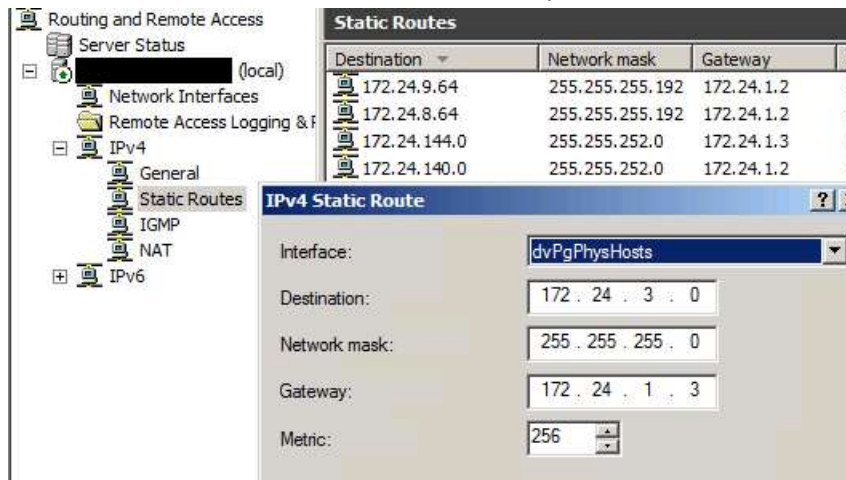 Routing and Remote Access
Server Status
(local)
Network Interfaces
Remote Access Logging &
IPv4
General
Static Routes
IGMP
NAT
IPv6
Static Routes
Destination Network mask Gateway
172.24.9.64 255.255.255.192 172.24.1.2
172.24.8.64 255.255.255.192 172.24.1.2
172.24.144.0 255.255.252.0 172.24.1.3
172.24.140.0 255.255.252.0 172.24.1.2
IPv4 Static Route ?
Interface: dvPgPhysHosts
Destination: 172 . 24 . 3 . 0
Network mask: 255 . 255 . 255 . 0
Gateway: 172 . 24 . 1 . 3
Metric: 256